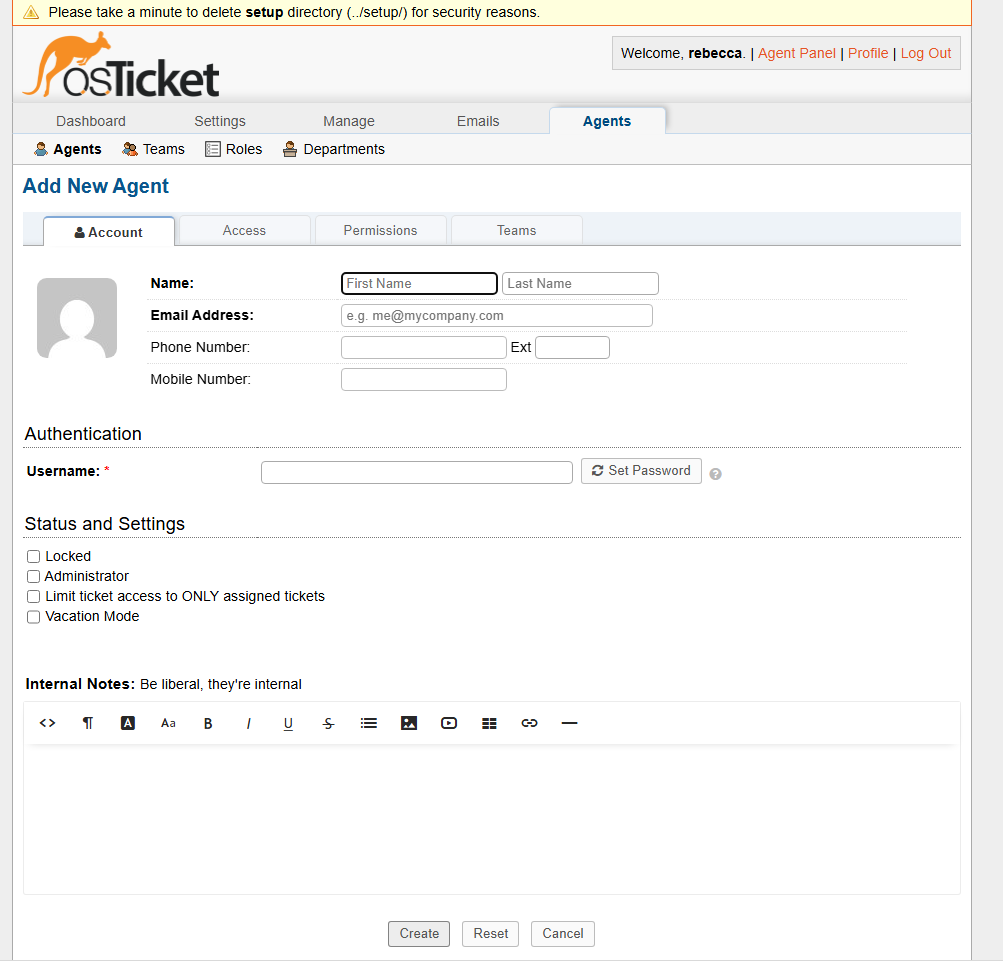 Please take a minute to delete setup directory (../setup/) for security reasons.
osTicket
Welcome, rebecca. | Agent Panel | Profile | Log Out
Dashboard Settings Manage Emails Agents
Agents Teams Roles Departments
Add New Agent
Account Access Permissions Teams
Name: First Name Last Name
Email Address: e.g. me@mycompany.com
Phone Number: Ext
Mobile Number:
Authentication
Username: * Set Password ?
Status and Settings
Locked
Administrator
Limit ticket access to ONLY assigned tickets
Vacation Mode
Internal Notes: Be liberal, they're internal
<> ¶ A Aa B I U S
Create Reset Cancel